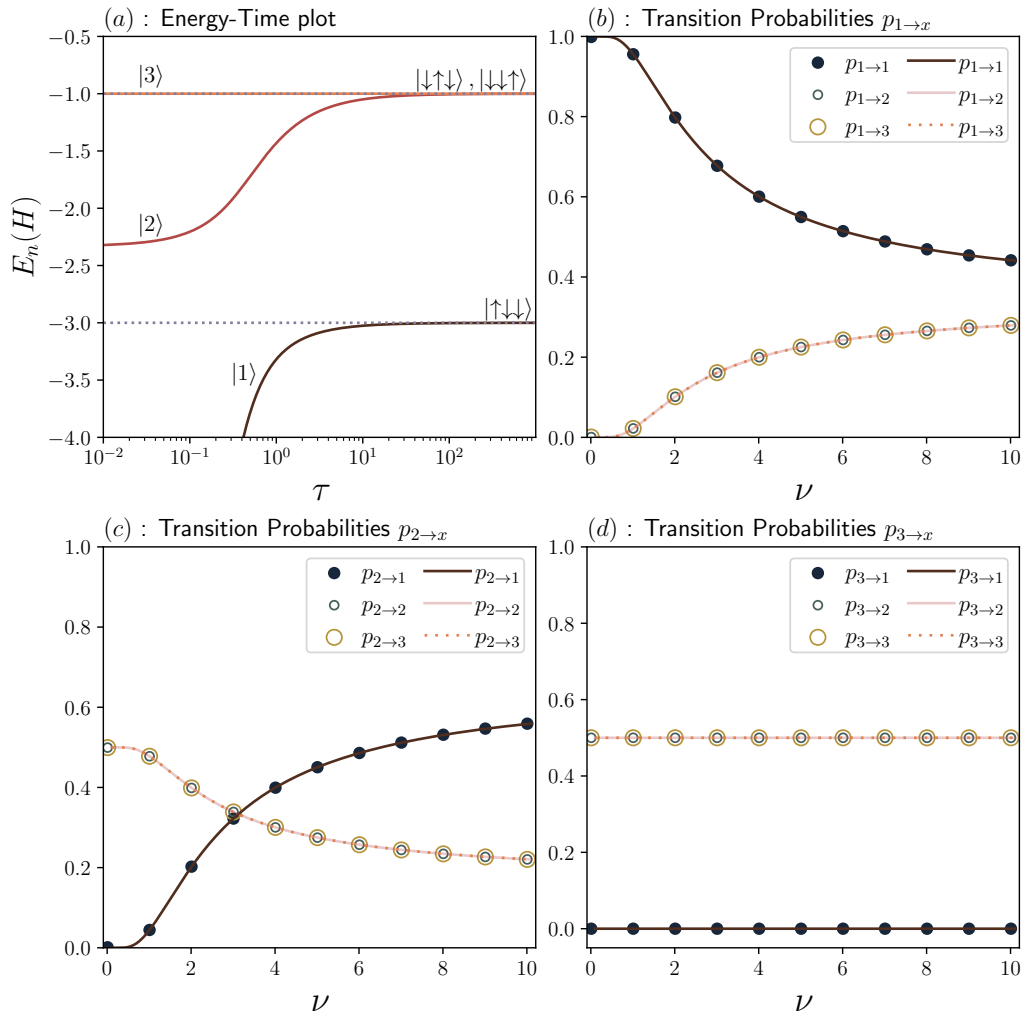 (a) : Energy-Time plot
−0.5
−1.0
−1.5
−2.0
−2.5
−3.0
−3.5
−4.0
E_n(H)
|3⟩
|↓↑↓⟩ , |↓↓↑⟩
|2⟩
|↑↓↓⟩
|1⟩
10^{−2} 10^{−1} 10^{0} 10^{1} 10^{2}
τ
(b) : Transition Probabilities p_{1→x}
1.0
0.8
0.6
0.4
0.2
0.0
p_{1→1} p_{1→1}
p_{1→2} p_{1→2}
p_{1→3} p_{1→3}
0 2 4 6 8 10
ν
(c) : Transition Probabilities p_{2→x}
1.0
0.8
0.6
0.4
0.2
0.0
p_{2→1} p_{2→1}
p_{2→2} p_{2→2}
p_{2→3} p_{2→3}
0 2 4 6 8 10
ν
(d) : Transition Probabilities p_{3→x}
1.0
0.8
0.6
0.4
0.2
0.0
p_{3→1} p_{3→1}
p_{3→2} p_{3→2}
p_{3→3} p_{3→3}
0 2 4 6 8 10
ν